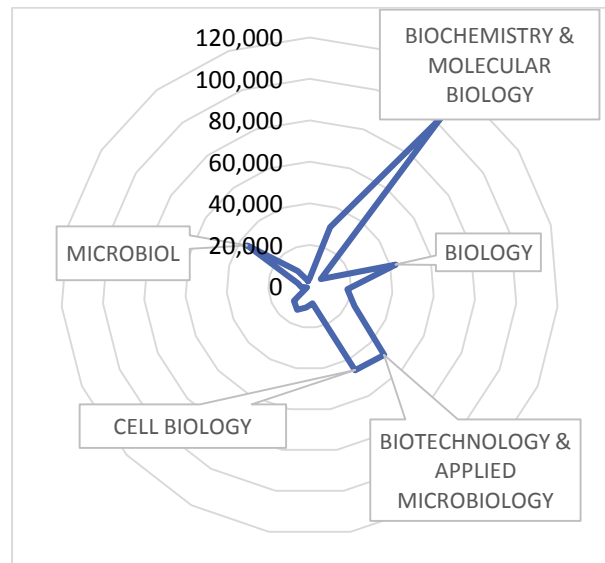 120,000
100,000
80,000
60,000
40,000
20,000
0
BIOCHEMISTRY &
MOLECULAR
BIOLOGY
MICROBIOL
BIOLOGY
CELL BIOLOGY
BIOTECHNOLOGY &
APPLIED
MICROBIOLOGY